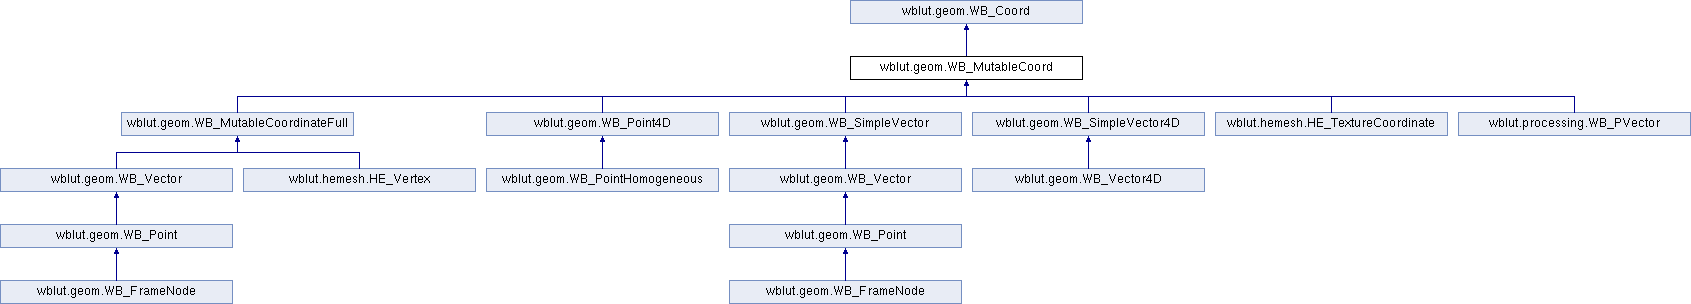 wblut.geom.WB_Coord
wblut.geom.WB_MutableCoord
wblut.geom.WB_MutableCoordinateFull
wblut.geom.WB_Point4D
wblut.geom.WB_SimpleVector
wblut.geom.WB_SimpleVector4D
wblut.hemesh.HE_TextureCoordinate
wblut.processing.WB_PVector
wblut.geom.WB_Vector
wblut.hemesh.HE_Vertex
wblut.geom.WB_PointHomogeneous
wblut.geom.WB_Vector
wblut.geom.WB_Vector4D
wblut.geom.WB_Point
wblut.geom.WB_Point
wblut.geom.WB_FrameNode
wblut.geom.WB_FrameNode